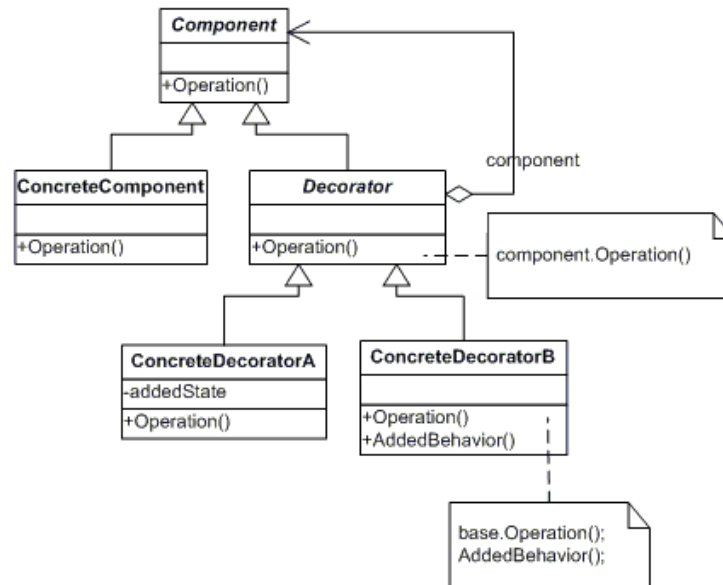 Component
+Operation()
component
ConcreteComponent
+Operation()
Decorator
+Operation()
component.Operation()
ConcreteDecoratorA
-addedState
+Operation()
ConcreteDecoratorB
+Operation()
+AddedBehavior()
base.Operation();
AddedBehavior();